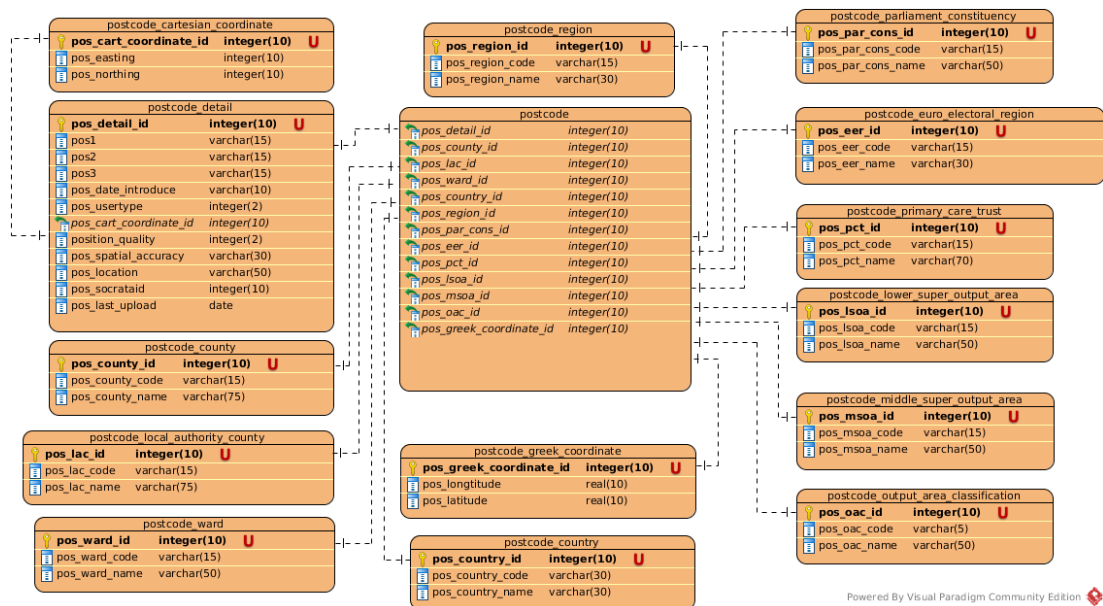 postcode_cartesian_coordinate
pos_cart_coordinate_id integer(10) U
pos_easting integer(10)
pos_northing integer(10)
postcode_region
pos_region_id integer(10) U
pos_region_code varchar(15)
pos_region_name varchar(30)
postcode_parliament_constituency
pos_par_cons_id integer(10) U
pos_par_cons_code varchar(15)
pos_par_cons_name varchar(50)
postcode_detail
pos_detail_id integer(10) U
pos1 varchar(15)
pos2 varchar(15)
pos3 varchar(15)
pos_date_introduce varchar(10)
pos_usertype integer(2)
pos_cart_coordinate_id integer(10)
position_quality integer(2)
pos_spatial_accuracy varchar(30)
pos_location varchar(50)
pos_socrataid integer(10)
pos_last_upload date
postcode
pos_detail_id integer(10)
pos_county_id integer(10)
pos_lac_id integer(10)
pos_ward_id integer(10)
pos_country_id integer(10)
pos_region_id integer(10)
pos_par_cons_id integer(10)
pos_eer_id integer(10)
pos_pct_id integer(10)
pos_lsoa_id integer(10)
pos_msoa_id integer(10)
pos_oac_id integer(10)
pos_greek_coordinate_id integer(10)
postcode_euro_electoral_region
pos_eer_id integer(10) U
pos_eer_code varchar(15)
pos_eer_name varchar(30)
postcode_primary_care_trust
pos_pct_id integer(10) U
pos_pct_code varchar(15)
pos_pct_name varchar(70)
postcode_lower_super_output_area
pos_lsoa_id integer(10) U
pos_lsoa_code varchar(15)
pos_lsoa_name varchar(50)
postcode_county
pos_county_id integer(10) U
pos_county_code varchar(15)
pos_county_name varchar(75)
postcode_middle_super_output_area
pos_msoa_id integer(10) U
pos_msoa_code varchar(15)
pos_msoa_name varchar(50)
postcode_local_authority_county
pos_lac_id integer(10) U
pos_lac_code varchar(15)
pos_lac_name varchar(75)
postcode_greek_coordinate
pos_greek_coordinate_id integer(10) U
pos_longtitude real(10)
pos_latitude real(10)
postcode_output_area_classification
pos_oac_id integer(10) U
pos_oac_code varchar(5)
pos_oac_name varchar(50)
postcode_ward
pos_ward_id integer(10) U
pos_ward_code varchar(15)
pos_ward_name varchar(50)
postcode_country
pos_country_id integer(10) U
pos_country_code varchar(30)
pos_country_name varchar(30)
Powered By Visual Paradigm Community Edition